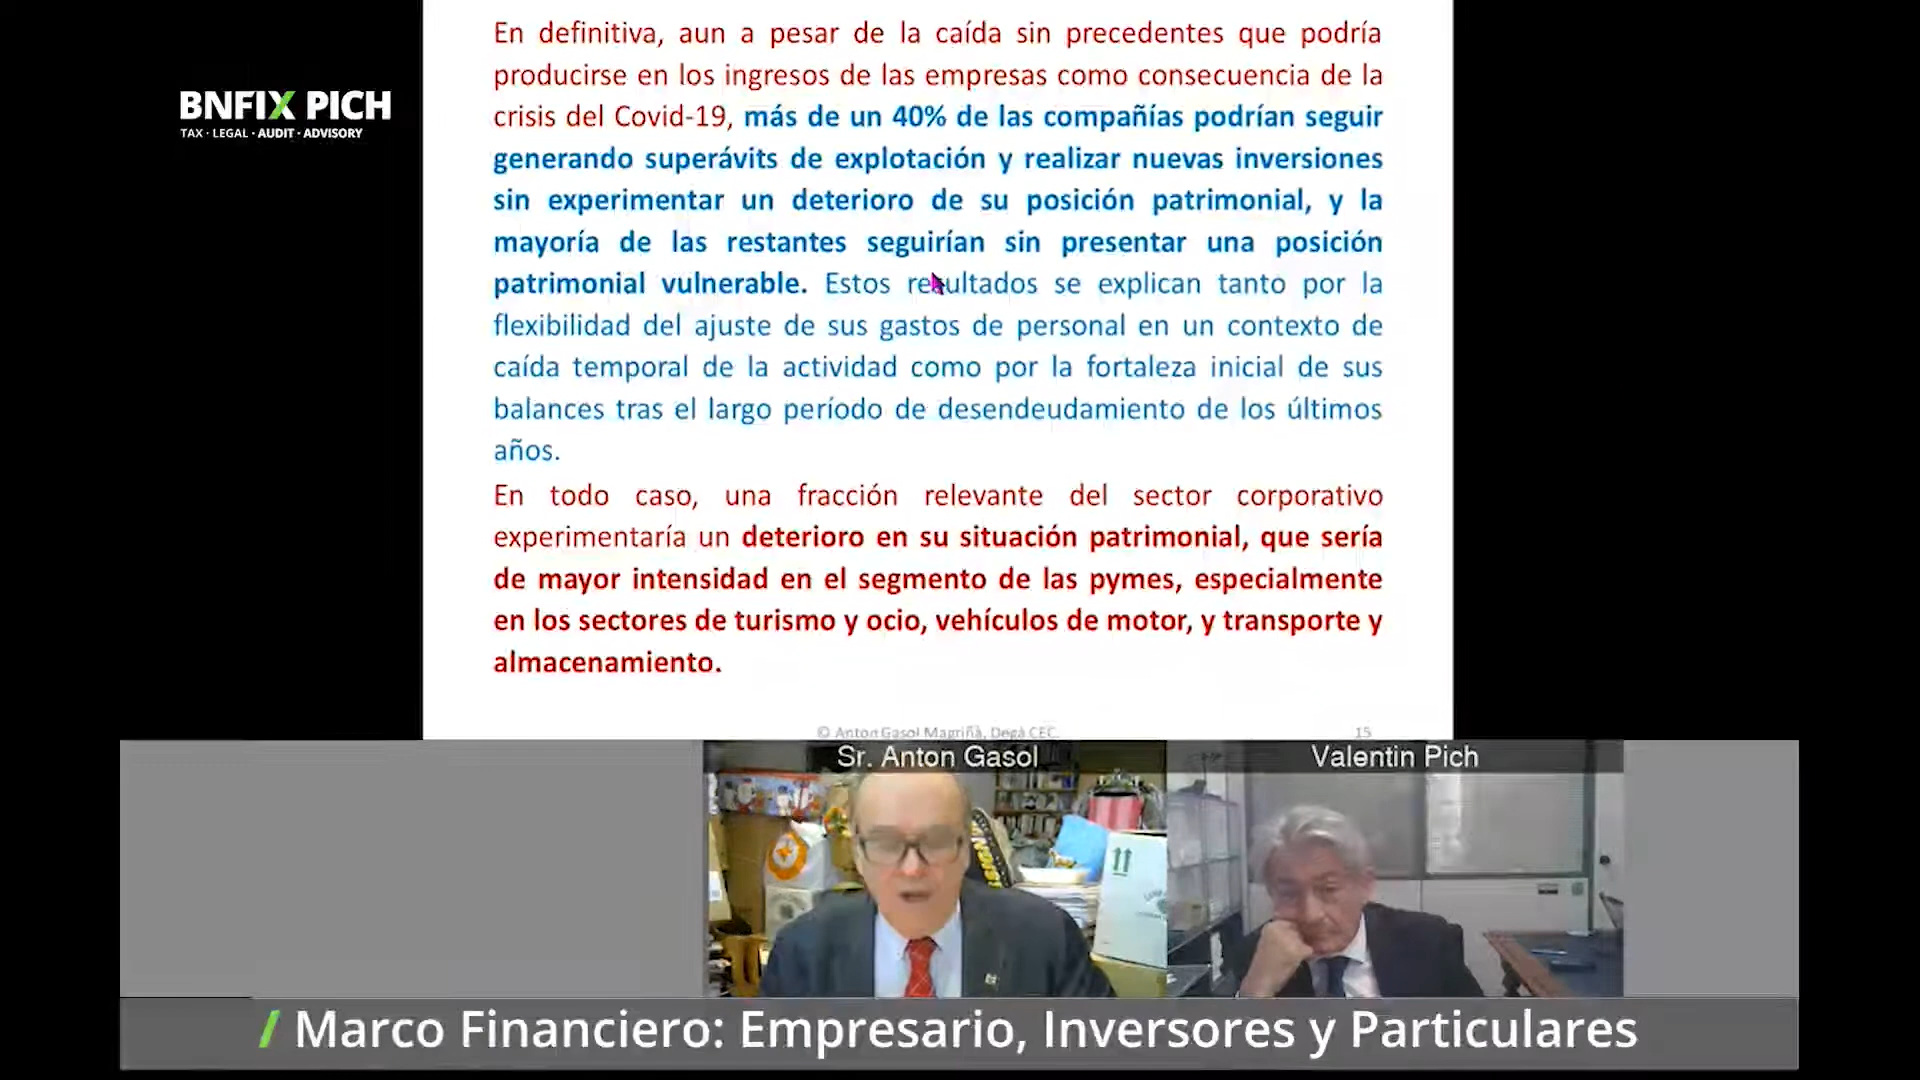 BNFIX PICH
TAX · LEGAL · AUDIT · ADVISORY
En definitiva, aun a pesar de la caída sin precedentes que podría
producirse en los ingresos de las empresas como consecuencia de la
crisis del Covid-19, más de un 40% de las compañías podrían seguir
generando superávits de explotación y realizar nuevas inversiones
sin experimentar un deterioro de su posición patrimonial, y la
mayoría de las restantes seguirían sin presentar una posición
patrimonial vulnerable. Estos resultados se explican tanto por la
flexibilidad del ajuste de sus gastos de personal en un contexto de
caída temporal de la actividad como por la fortaleza inicial de sus
balances tras el largo período de desendeudamiento de los últimos
años.
En todo caso, una fracción relevante del sector corporativo
experimentaría un deterioro en su situación patrimonial, que sería
de mayor intensidad en el segmento de las pymes, especialmente
en los sectores de turismo y ocio, vehículos de motor, y transporte y
almacenamiento.
© Anton Gasol Magriñà, Degà CEC.
15
Sr. Anton Gasol
Valentin Pich
/ Marco Financiero: Empresario, Inversores y Particulares